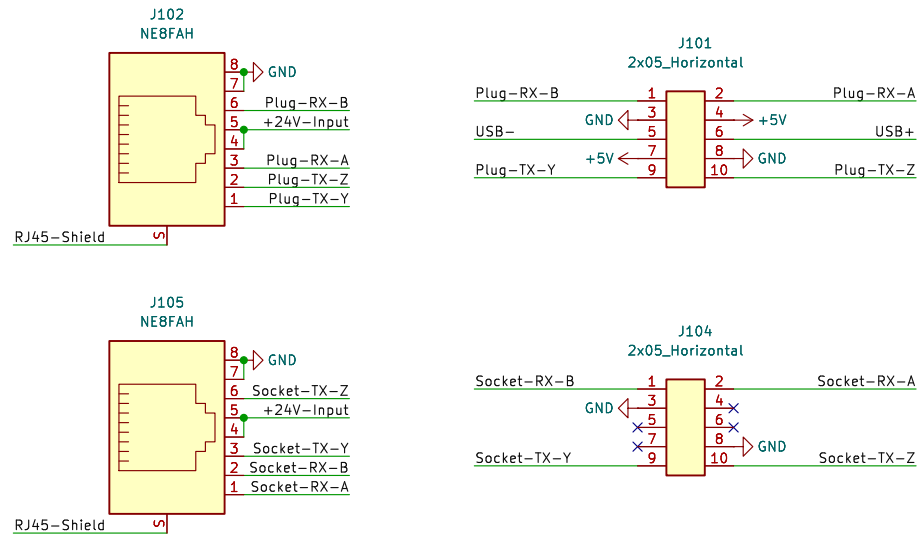 J102
NE8FAH
8 GND
7
6 Plug-RX-B
5 +24V-Input
4
3 Plug-RX-A
2 Plug-TX-Z
1 Plug-TX-Y
S
RJ45-Shield
J101
2x05_Horizontal
Plug-RX-B 1 2 Plug-RX-A
GND 3 4 +5V
USB- 5 6 USB+
+5V 7 8 GND
Plug-TX-Y 9 10 Plug-TX-Z
J105
NE8FAH
8 GND
7
6 Socket-TX-Z
5 +24V-Input
4
3 Socket-TX-Y
2 Socket-RX-B
1 Socket-RX-A
S
RJ45-Shield
J104
2x05_Horizontal
Socket-RX-B 1 2 Socket-RX-A
GND 3 4
5 6
7 8 GND
Socket-TX-Y 9 10 Socket-TX-Z